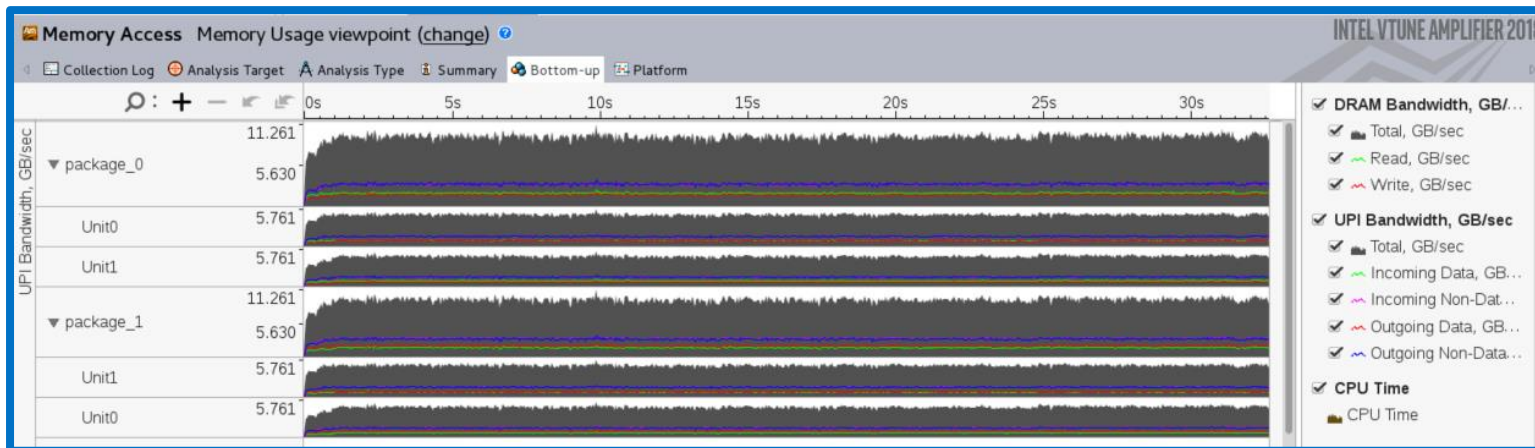 Memory Access Memory Usage viewpoint (change) ?
INTEL VTUNE AMPLIFIER 2018
Collection Log Analysis Target Analysis Type Summary Bottom-up Platform
0s 5s 10s 15s 20s 25s 30s
UPI Bandwidth, GB/sec
package_0 11.261
5.630
Unit0 5.761
Unit1 5.761
package_1 11.261
5.630
Unit1 5.761
Unit0 5.761
DRAM Bandwidth, GB/...
Total, GB/sec
Read, GB/sec
Write, GB/sec
UPI Bandwidth, GB/sec
Total, GB/sec
Incoming Data, GB...
Incoming Non-Dat...
Outgoing Data, GB...
Outgoing Non-Data...
CPU Time
CPU Time